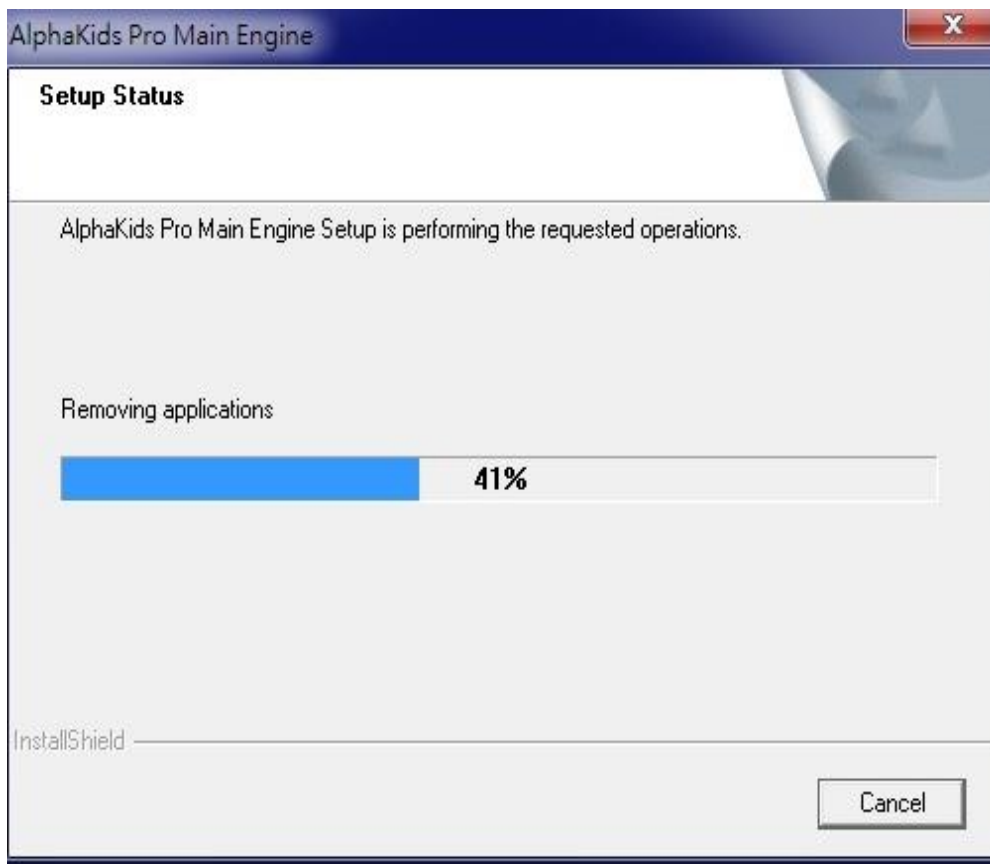 AlphaKids Pro Main Engine
X
Setup Status
AlphaKids Pro Main Engine Setup is performing the requested operations.
Removing applications
41%
InstallShield
Cancel